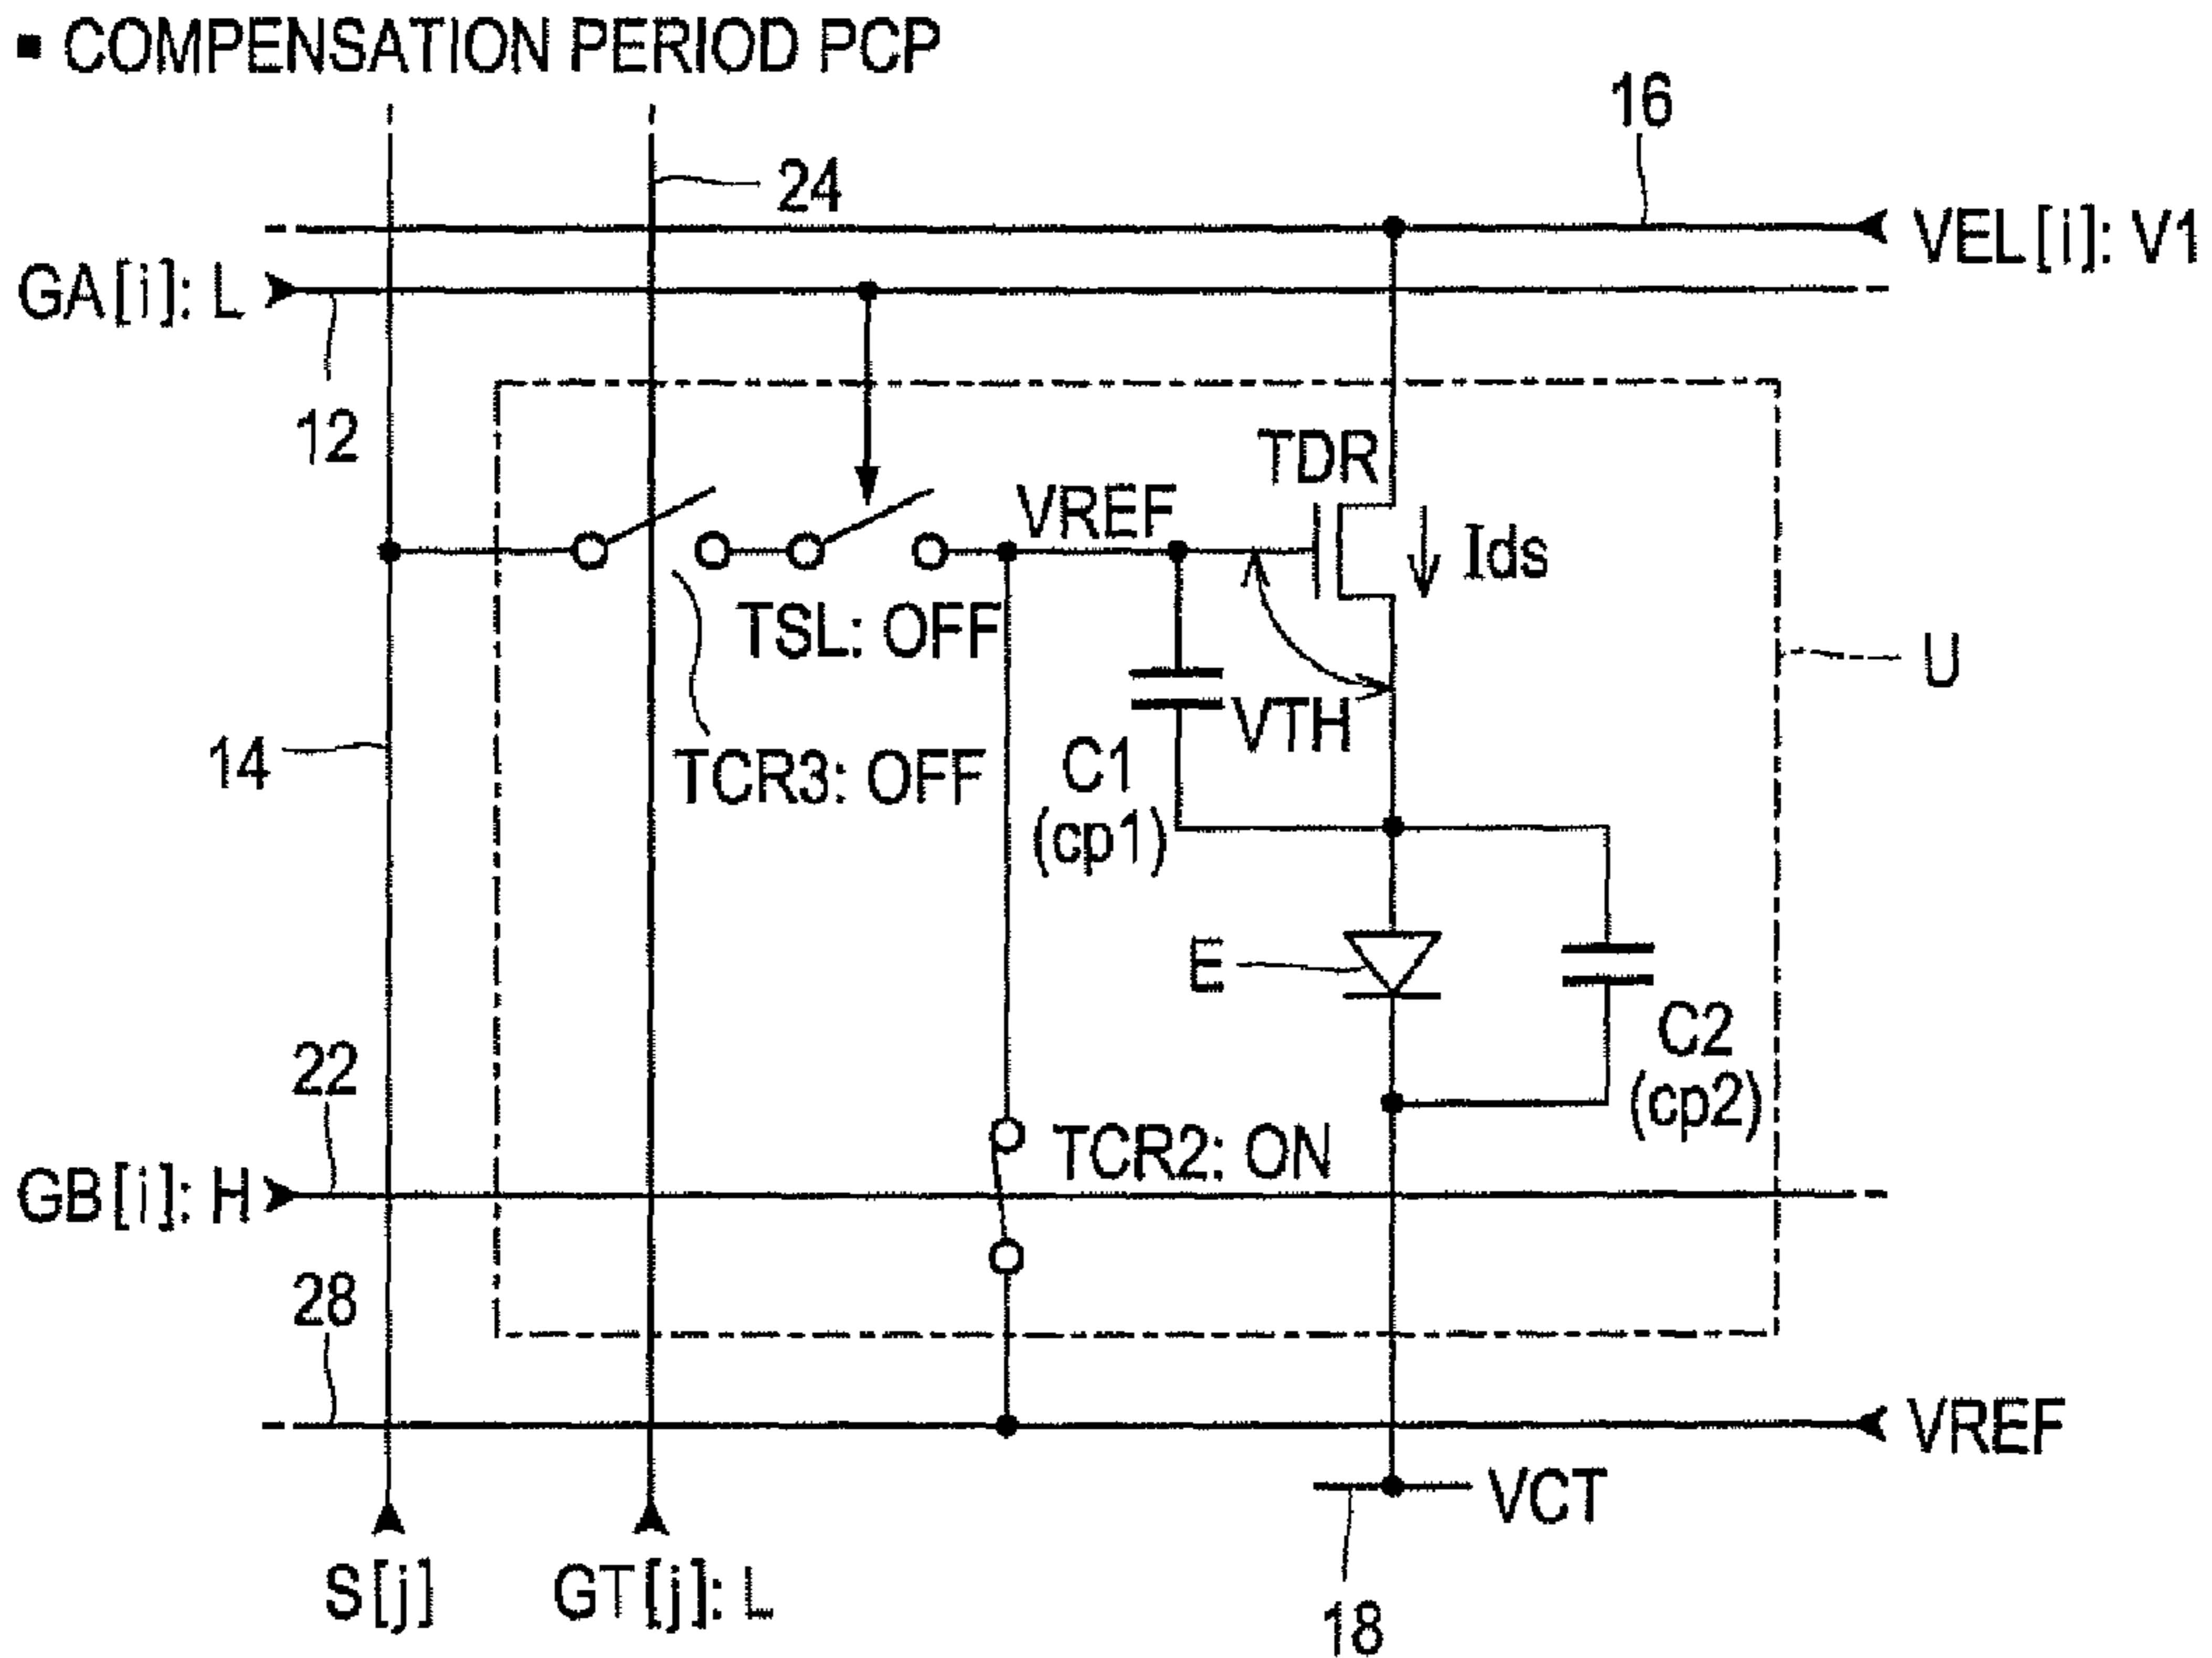 ▪ COMPENSATION PERIOD PCP
16
24
VEL[i]: V1
GA[i]: L
12
TDR
VREF
Ids
TSL: OFF
U
VTH
14
TCR3: OFF
C1
(cp1)
E
C2
(cp2)
22
TCR2: ON
GB[i]: H
28
VREF
VCT
S[j]
GT[j]: L
18